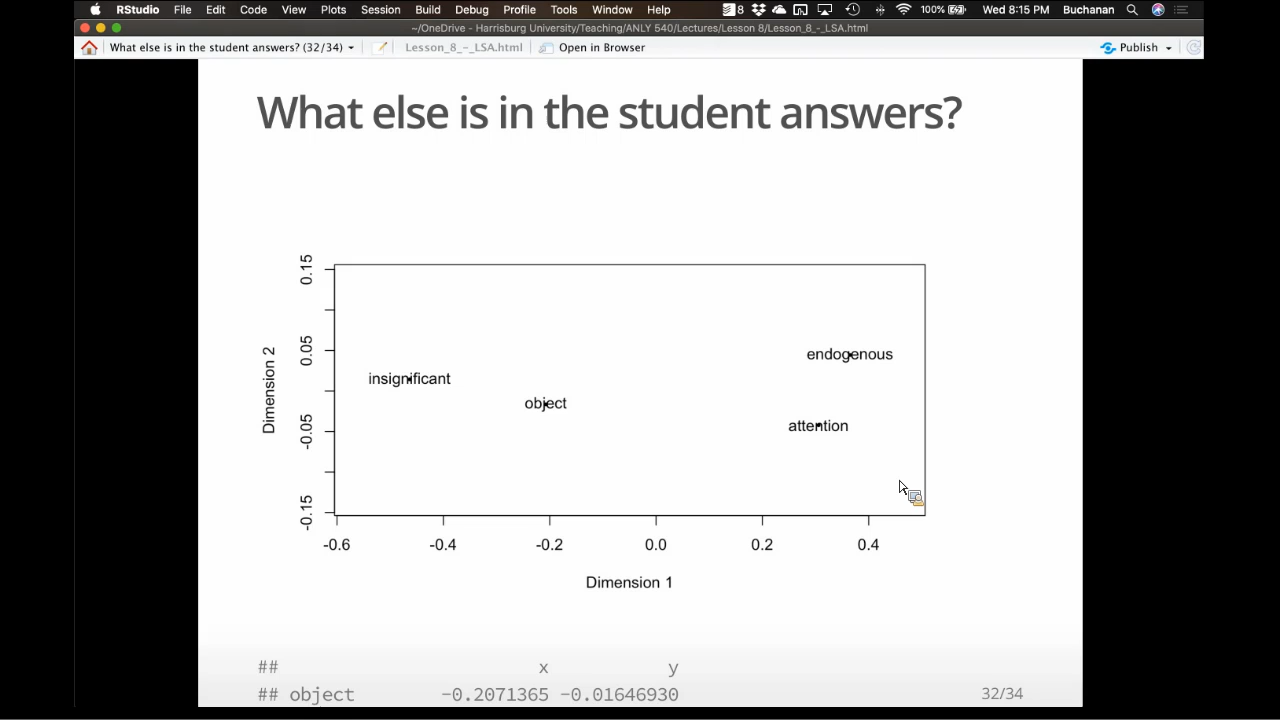 RStudio File Edit Code View Plots Session Build Debug Profile Tools Window Help 8 100% Wed 8:15 PM Buchanan
~/OneDrive - Harrisburg University/Teaching/ANLY 540/Lectures/Lesson 8/Lesson_8_-_LSA.html
What else is in the student answers? (32/34) Lesson_8_-_LSA.html Open in Browser Publish
What else is in the student answers?
0.15
0.05
-0.05
-0.15
Dimension 2
endogenous
insignificant
object
attention
-0.6 -0.4 -0.2 0.0 0.2 0.4
Dimension 1
## x y
## object -0.2071365 -0.01646930
32/34